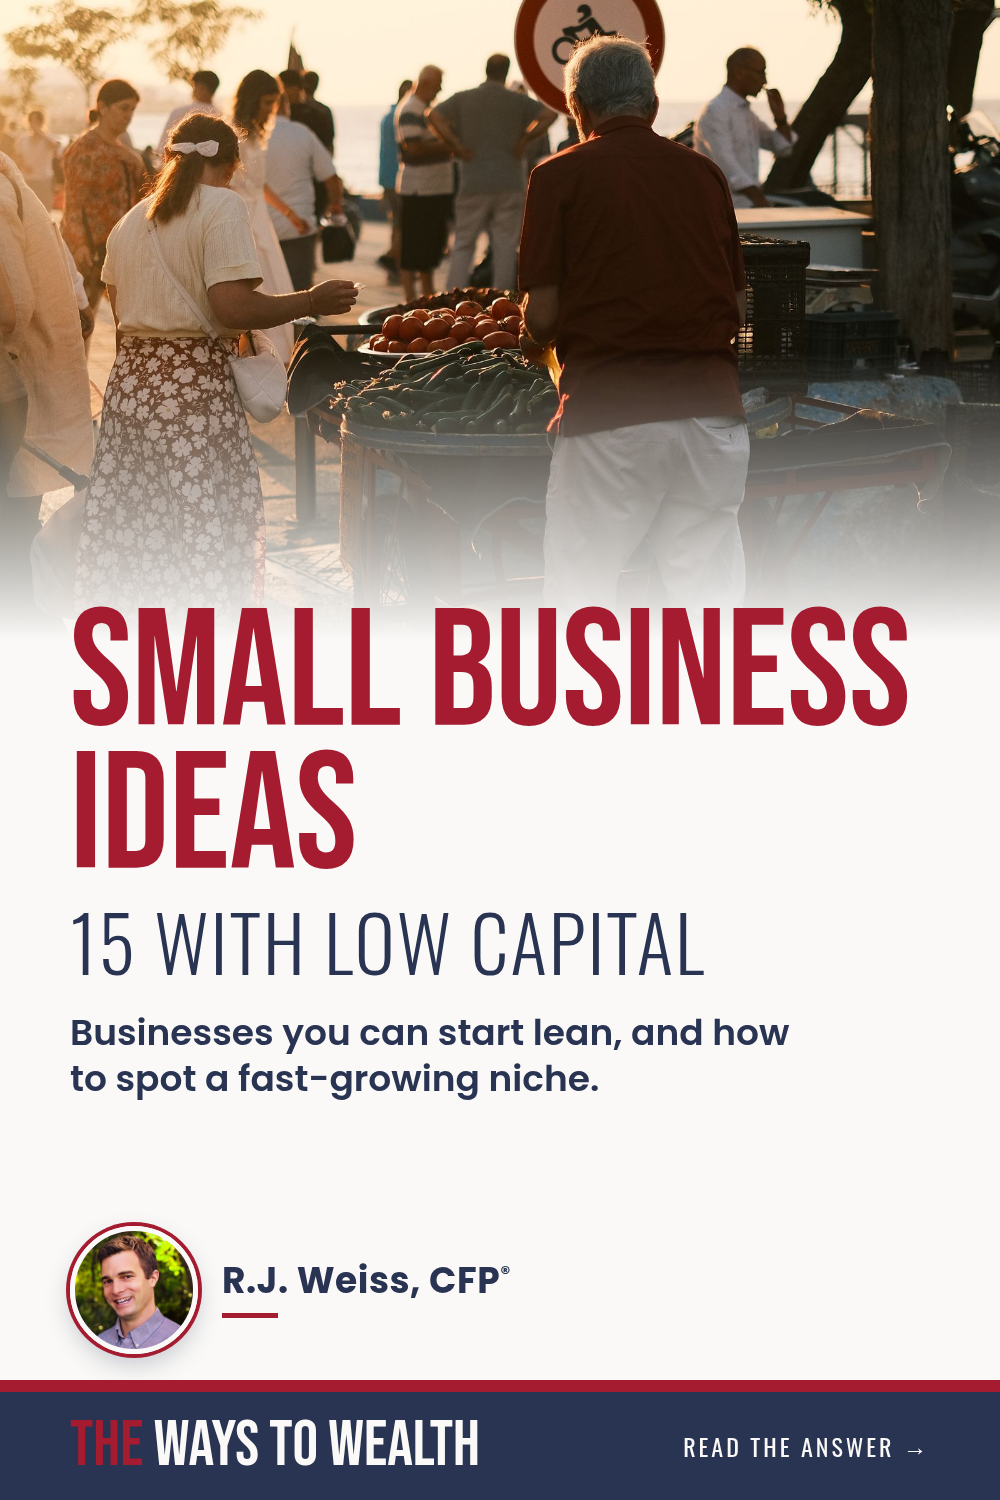 SMALL BUSINESS
IDEAS
15 WITH LOW CAPITAL
Businesses you can start lean, and how
to spot a fast-growing niche.
R.J. Weiss, CFP®
THE WAYS TO WEALTH
READ THE ANSWER →